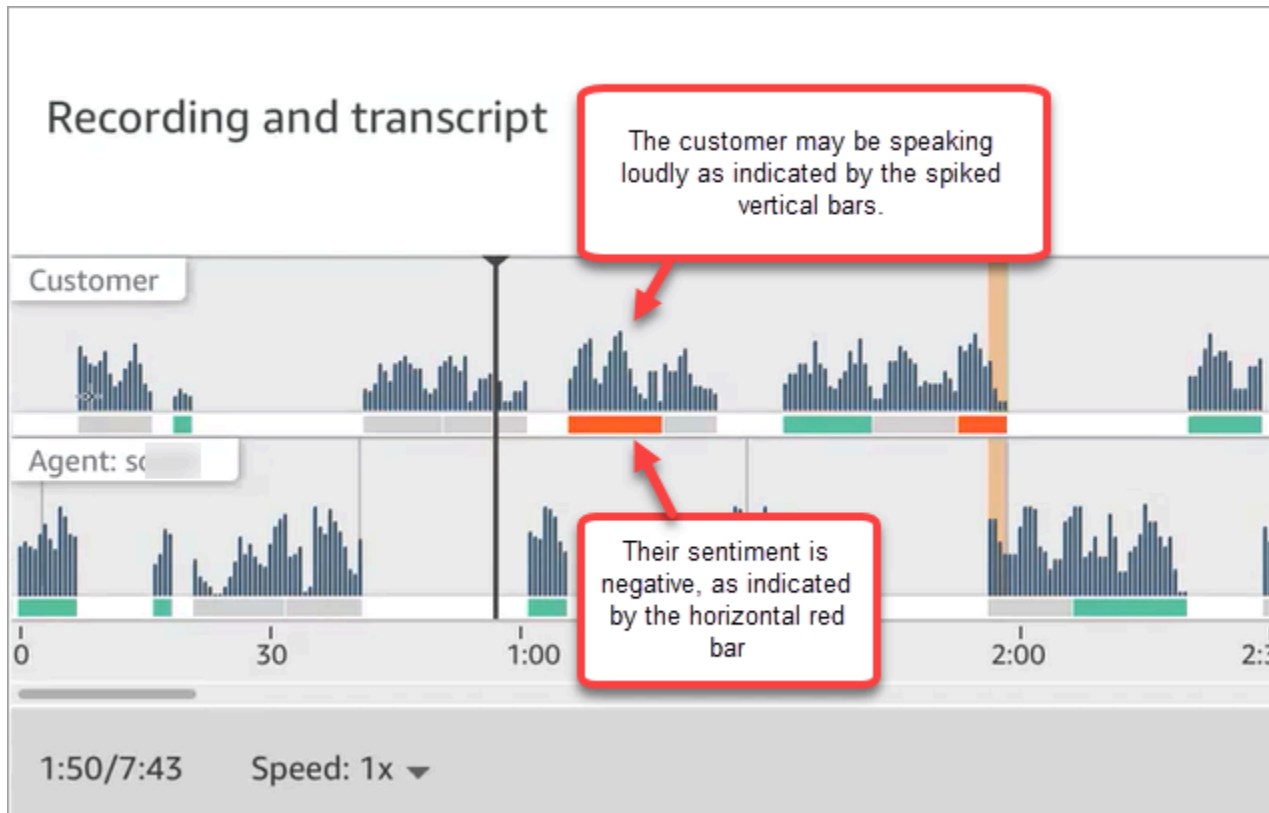 Recording and transcript
The customer may be speaking
loudly as indicated by the spiked
vertical bars.
Customer
Agent:
Their sentiment is
negative, as indicated
by the horizontal red
bar
0
30
1:00
2:00
1:50/7:43
Speed: 1x